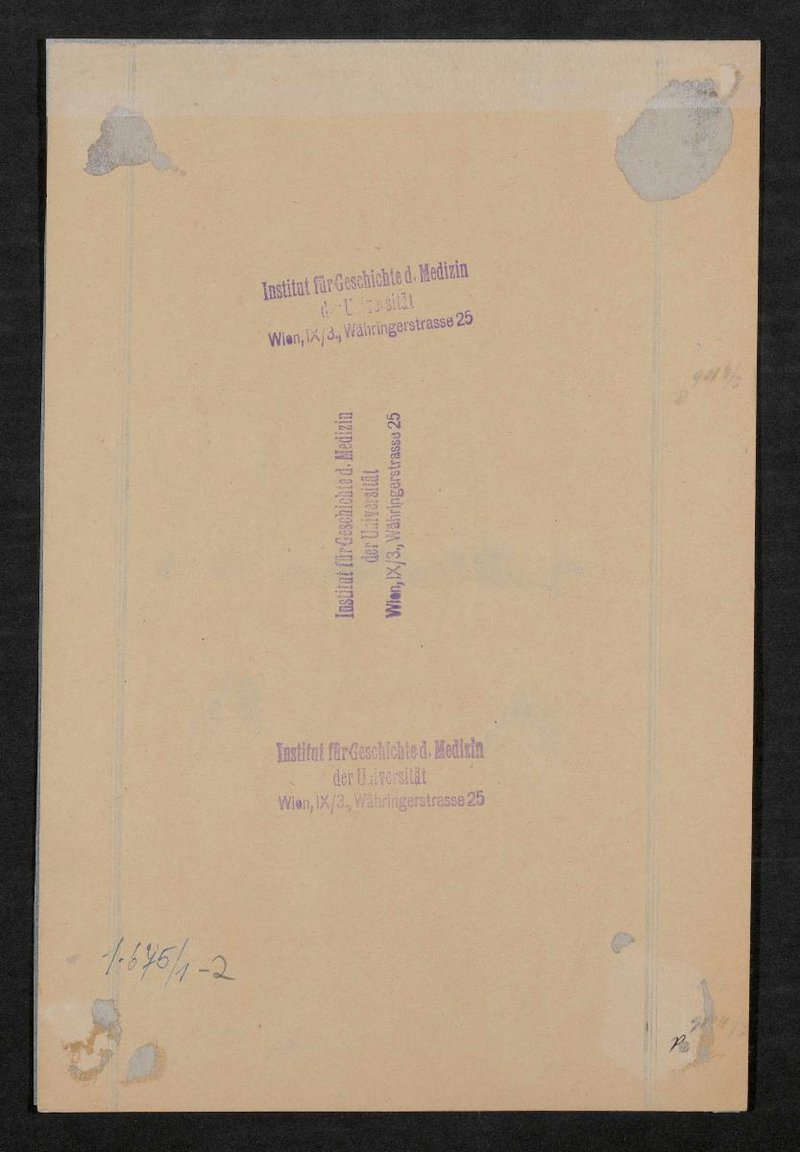 Institut für Geschichte d. Medizin
der Universität
Wien, IX/3., Währingerstrasse 25
Institut für Geschichte d. Medizin
der Universität
Wien, IX/3., Währingerstrasse 25
Institut für Geschichte d. Medizin
der Universität
Wien, IX/3., Währingerstrasse 25
1.675/1-2